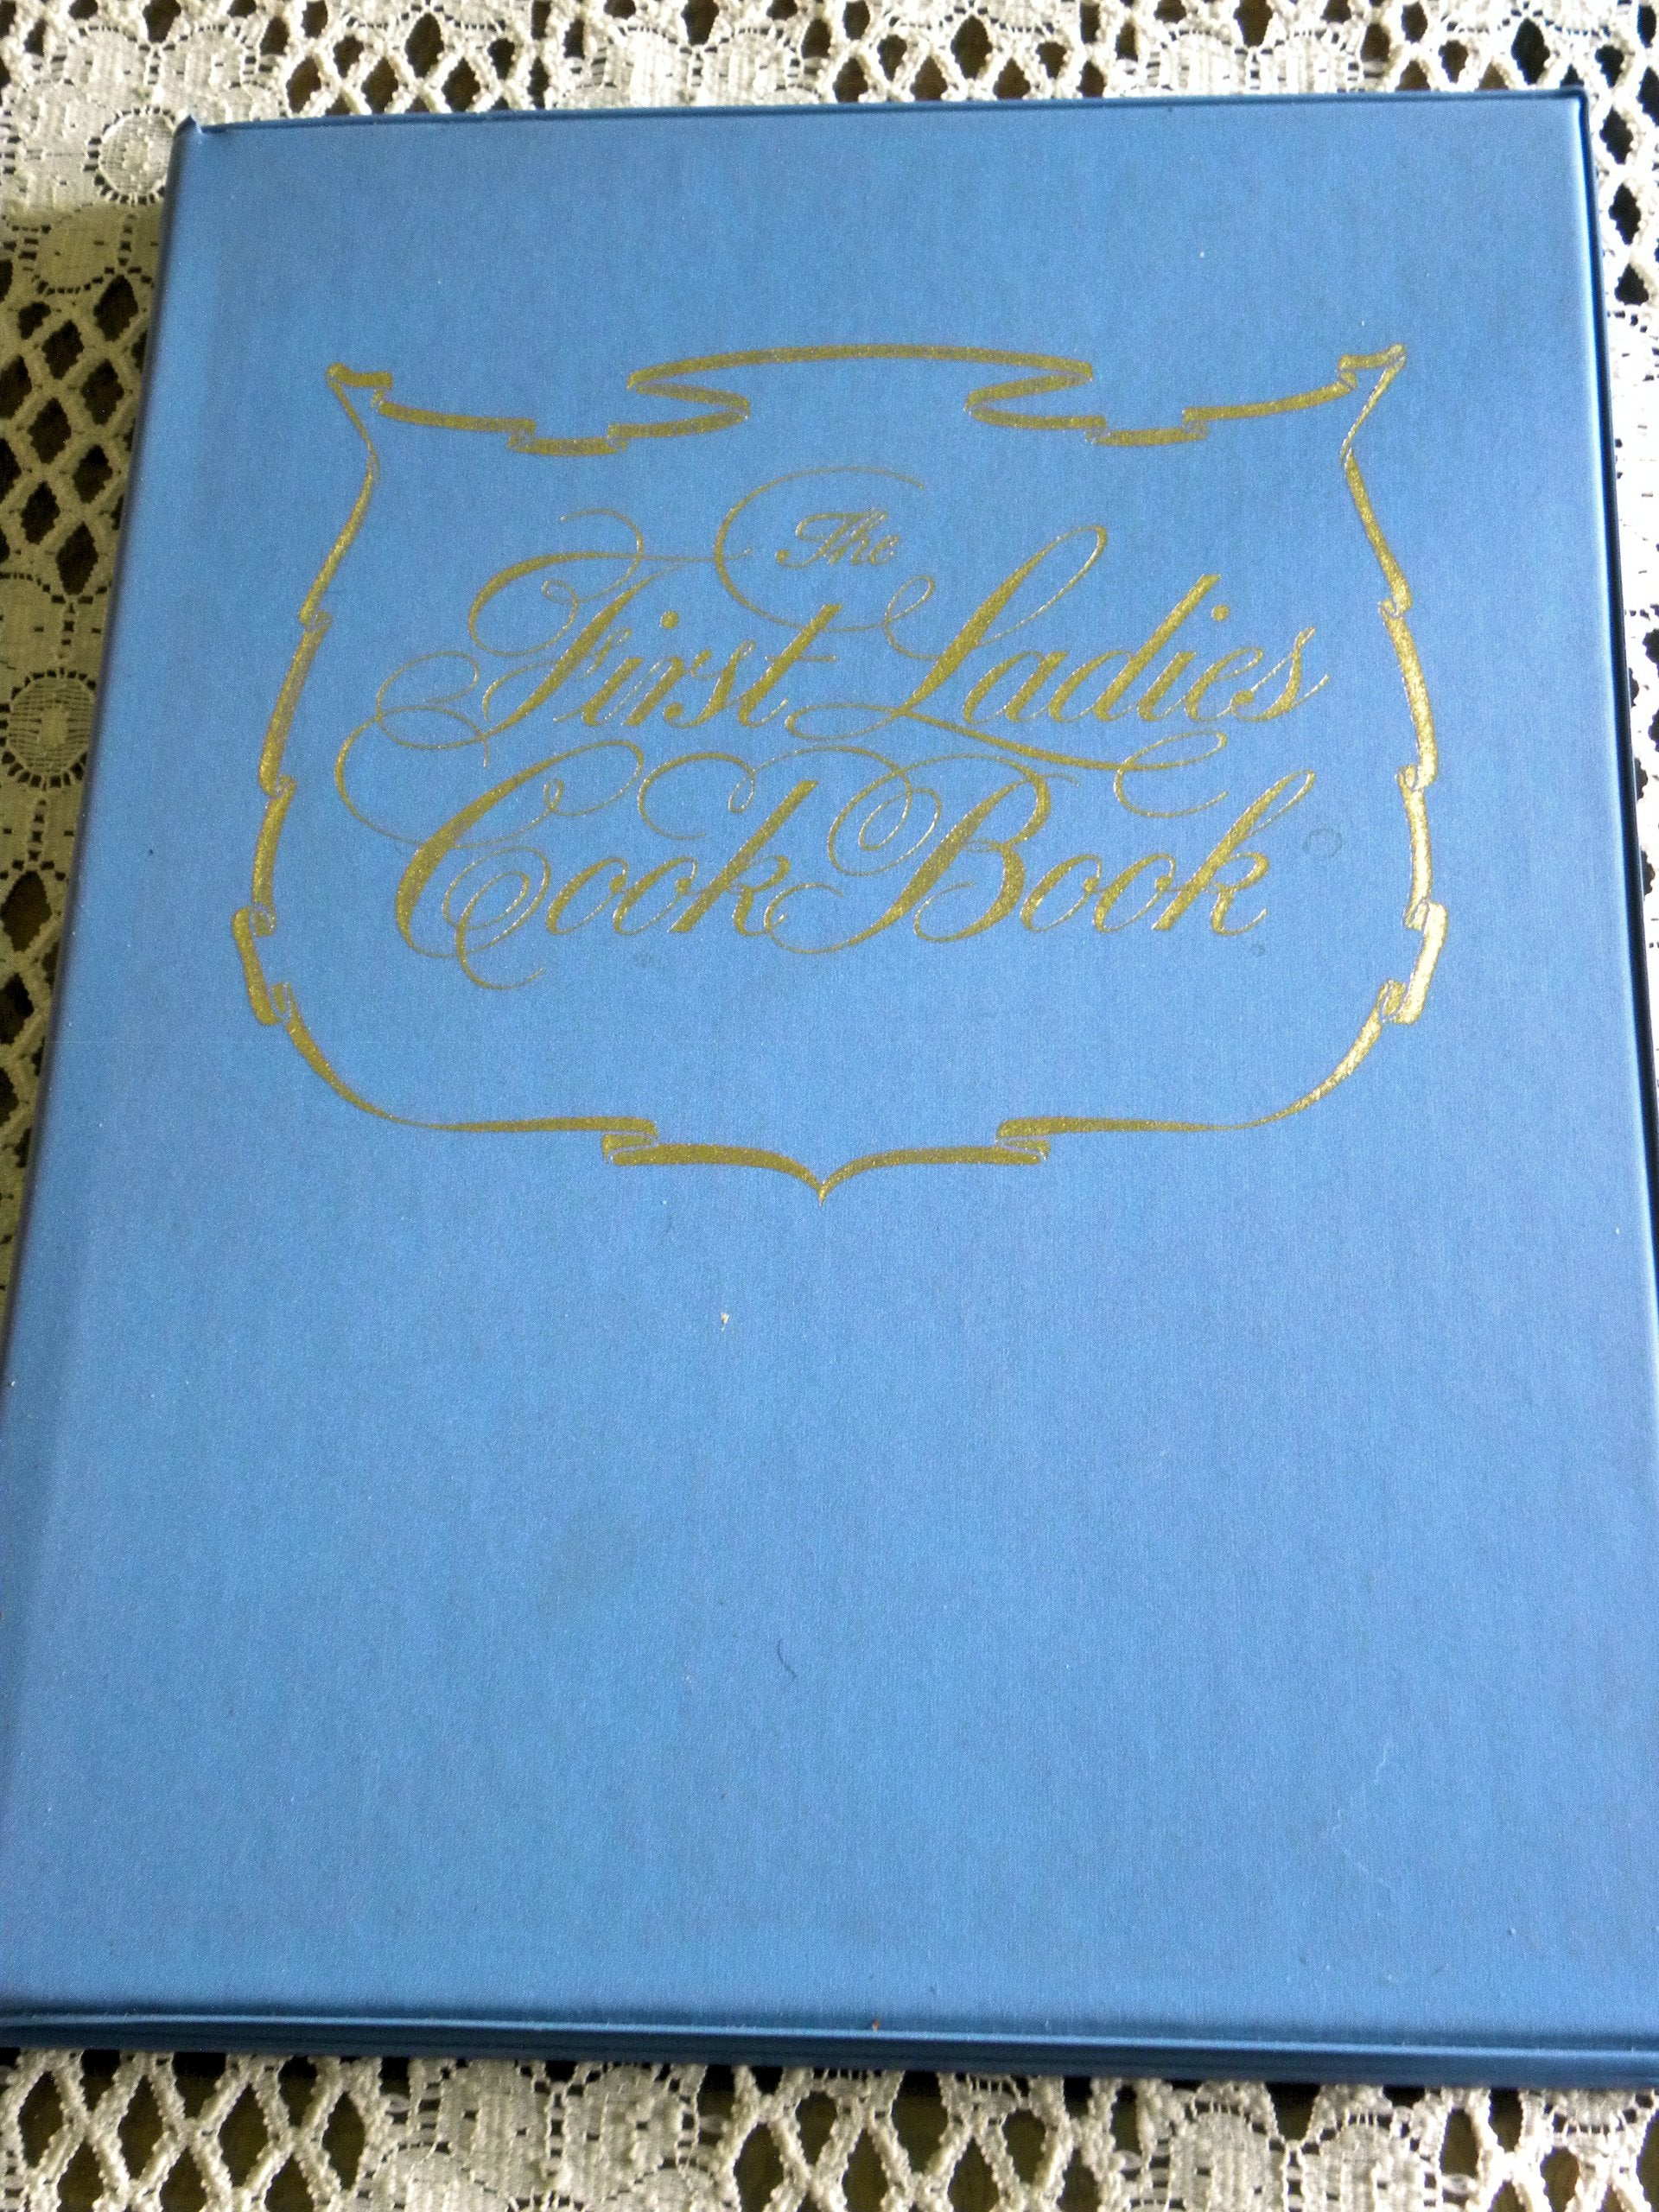 The
First Ladies
Cook Book